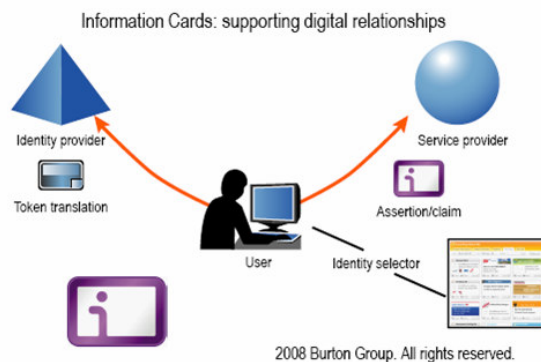 Information Cards: supporting digital relationships
Identity provider
Service provider
Token translation
Assertion/claim
User
Identity selector
2008 Burton Group. All rights reserved.